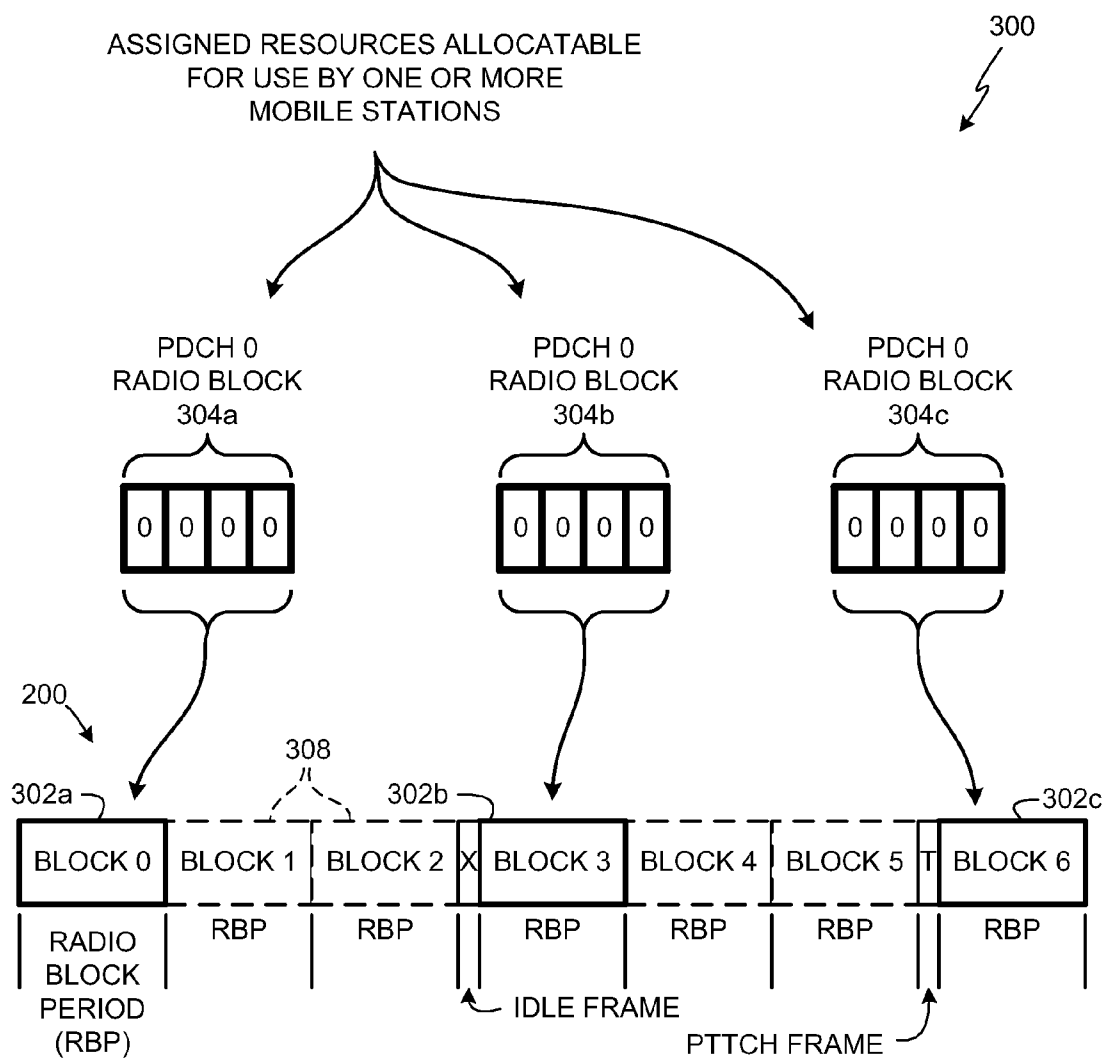 300
ASSIGNED RESOURCES ALLOCATABLE
FOR USE BY ONE OR MORE
MOBILE STATIONS
PDCH 0
RADIO BLOCK
304a
PDCH 0
RADIO BLOCK
304b
PDCH 0
RADIO BLOCK
304c
0 0 0 0
0 0 0 0
0 0 0 0
200
308
302a
302b
302c
BLOCK 0 BLOCK 1 BLOCK 2 X BLOCK 3 BLOCK 4 BLOCK 5 T BLOCK 6
RBP RBP RBP RBP RBP RBP
RADIO
BLOCK
PERIOD
(RBP)
IDLE FRAME
PTTCH FRAME